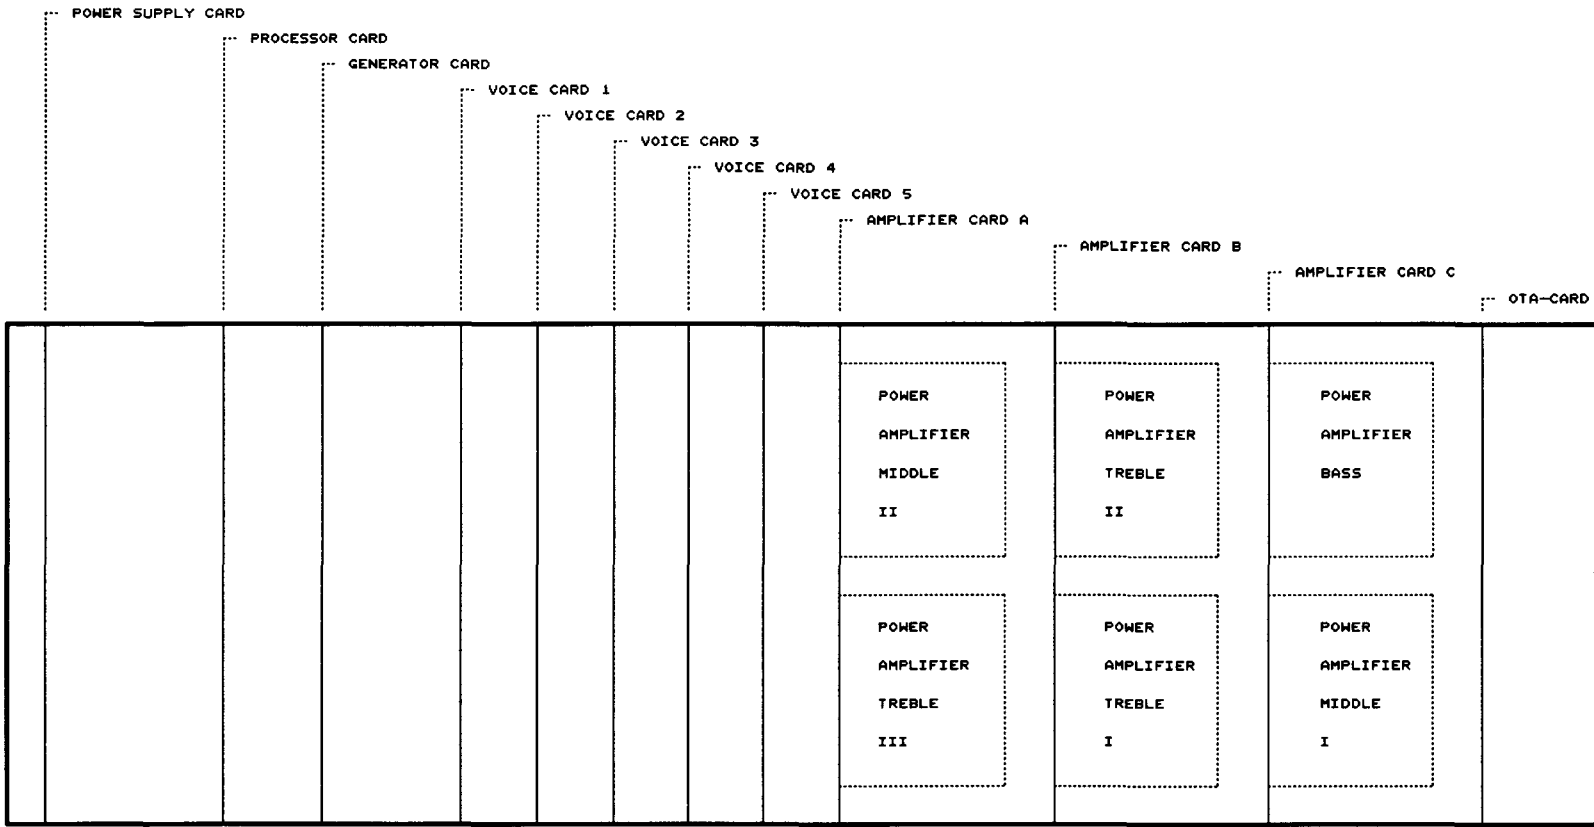 POWER SUPPLY CARD
PROCESSOR CARD
GENERATOR CARD
VOICE CARD 1
VOICE CARD 2
VOICE CARD 3
VOICE CARD 4
VOICE CARD 5
AMPLIFIER CARD A
AMPLIFIER CARD B
AMPLIFIER CARD C
OTA-CARD
POWER
AMPLIFIER
MIDDLE
II
POWER
AMPLIFIER
TREBLE
II
POWER
AMPLIFIER
BASS
POWER
AMPLIFIER
TREBLE
III
POWER
AMPLIFIER
TREBLE
I
POWER
AMPLIFIER
MIDDLE
I